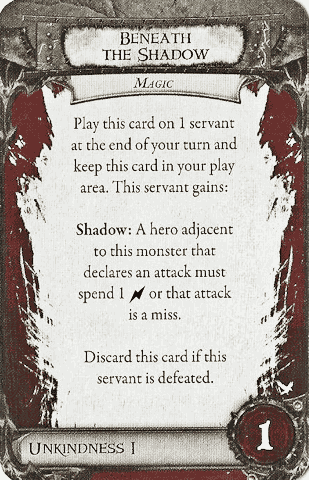 Beneath
the Shadow
Magic
Play this card on 1 servant
at the end of your turn and
keep this card in your play
area. This servant gains:
Shadow: A hero adjacent
to this monster that
declares an attack must
spend 1 or that attack
is a miss.
Discard this card if this
servant is defeated.
Unkindness I
1